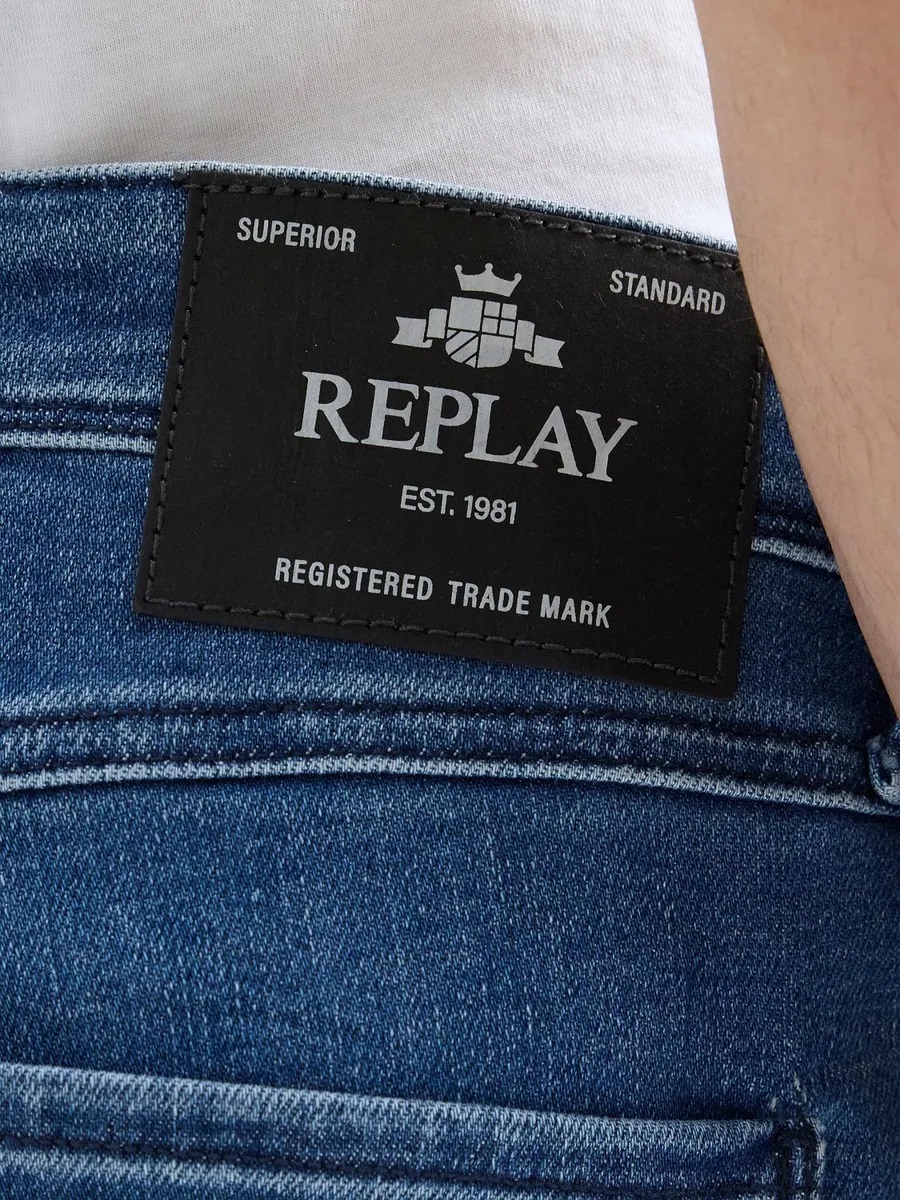 SUPERIOR
STANDARD
REPLAY
EST. 1981
REGISTERED TRADE MARK